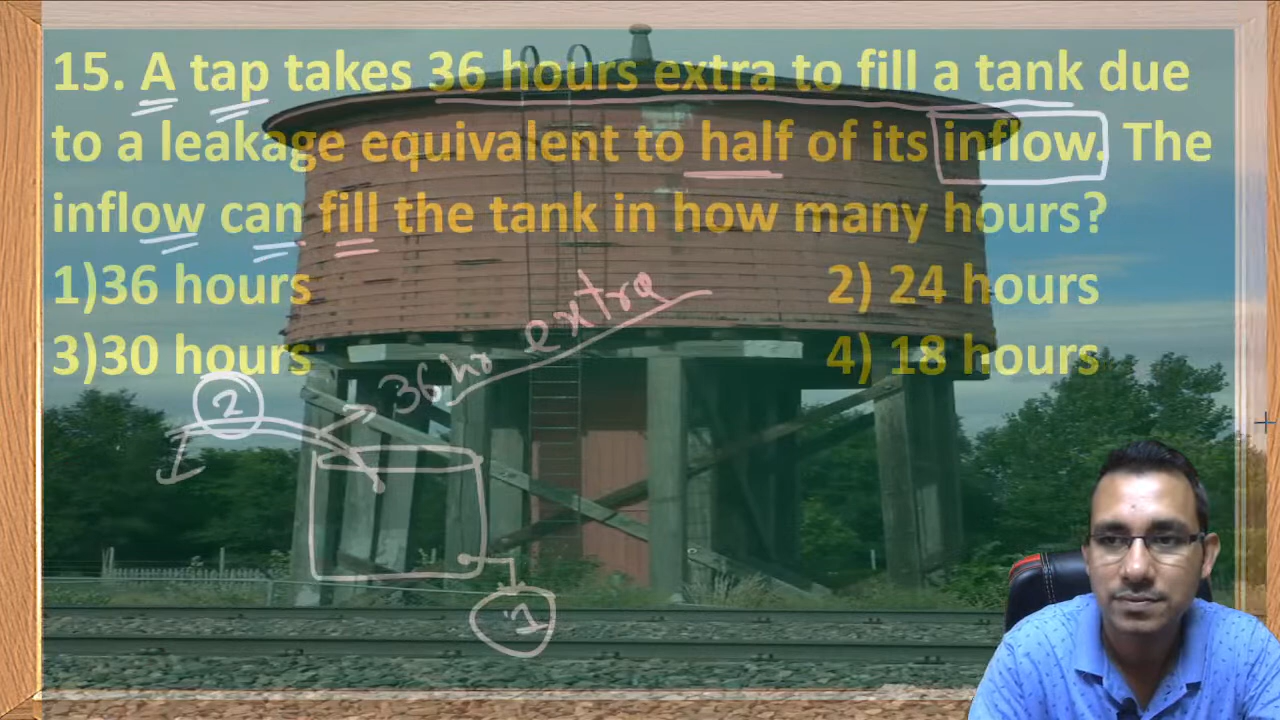 15. A tap takes 36 hours extra to fill a tank due
to a leakage equivalent to half of its inflow. The
inflow can fill the tank in how many hours?
1)36 hours 2) 24 hours
3)30 hours 4) 18 hours
36 hr extra
2
1